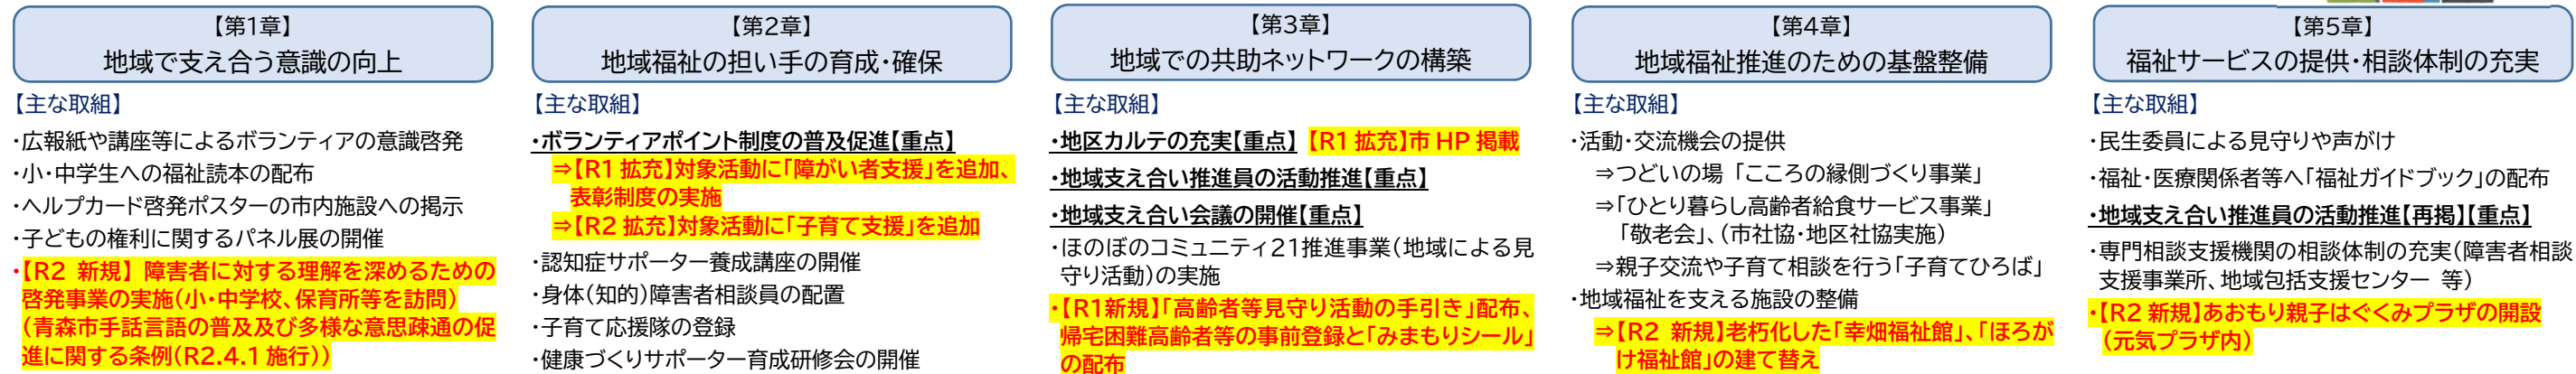 【第1章】
地域で支え合う意識の向上
【主な取組】
・広報紙や講座等によるボランティアの意識啓発
・小・中学生への福祉読本の配布
・ヘルプカード啓発ポスターの市内施設への掲示
・子どもの権利に関するパネル展の開催
・【R2 新規】 障害者に対する理解を深めるための
啓発事業の実施(小・中学校、保育所等を訪問)
(青森市手話言語の普及及び多様な意思疎通の促
進に関する条例(R2.4.1 施行))
【第2章】
地域福祉の担い手の育成・確保
【主な取組】
・ボランティアポイント制度の普及促進【重点】
⇒【R1 拡充】対象活動に「障がい者支援」を追加、
表彰制度の実施
⇒【R2 拡充】対象活動に「子育て支援」を追加
・認知症サポーター養成講座の開催
・身体(知的)障害者相談員の配置
・子育て応援隊の登録
・健康づくりサポーター育成研修会の開催
【第3章】
地域での共助ネットワークの構築
【主な取組】
・地区カルテの充実【重点】 【R1 拡充】市 HP 掲載
・地域支え合い推進員の活動推進【重点】
・地域支え合い会議の開催【重点】
・ほのぼのコミュニティ21推進事業(地域による見
守り活動)の実施
・【R1新規】「高齢者等見守り活動の手引き」配布、
帰宅困難高齢者等の事前登録と「みまもりシール」
の配布
【第4章】
地域福祉推進のための基盤整備
【主な取組】
・活動・交流機会の提供
⇒つどいの場 「こころの縁側づくり事業」
⇒「ひとり暮らし高齢者給食サービス事業」
「敬老会」、(市社協・地区社協実施)
⇒親子交流や子育て相談を行う「子育てひろば」
・地域福祉を支える施設の整備
⇒【R2 新規】老朽化した「幸畑福祉館」、「ほろが
け福祉館」の建て替え
【第5章】
福祉サービスの提供・相談体制の充実
【主な取組】
・民生委員による見守りや声がけ
・福祉・医療関係者等へ「福祉ガイドブック」の配布
・地域支え合い推進員の活動推進【再掲】【重点】
・専門相談支援機関の相談体制の充実(障害者相談
支援事業所、地域包括支援センター 等)
・【R2 新規】あおもり親子はぐくみプラザの開設
(元気プラザ内)